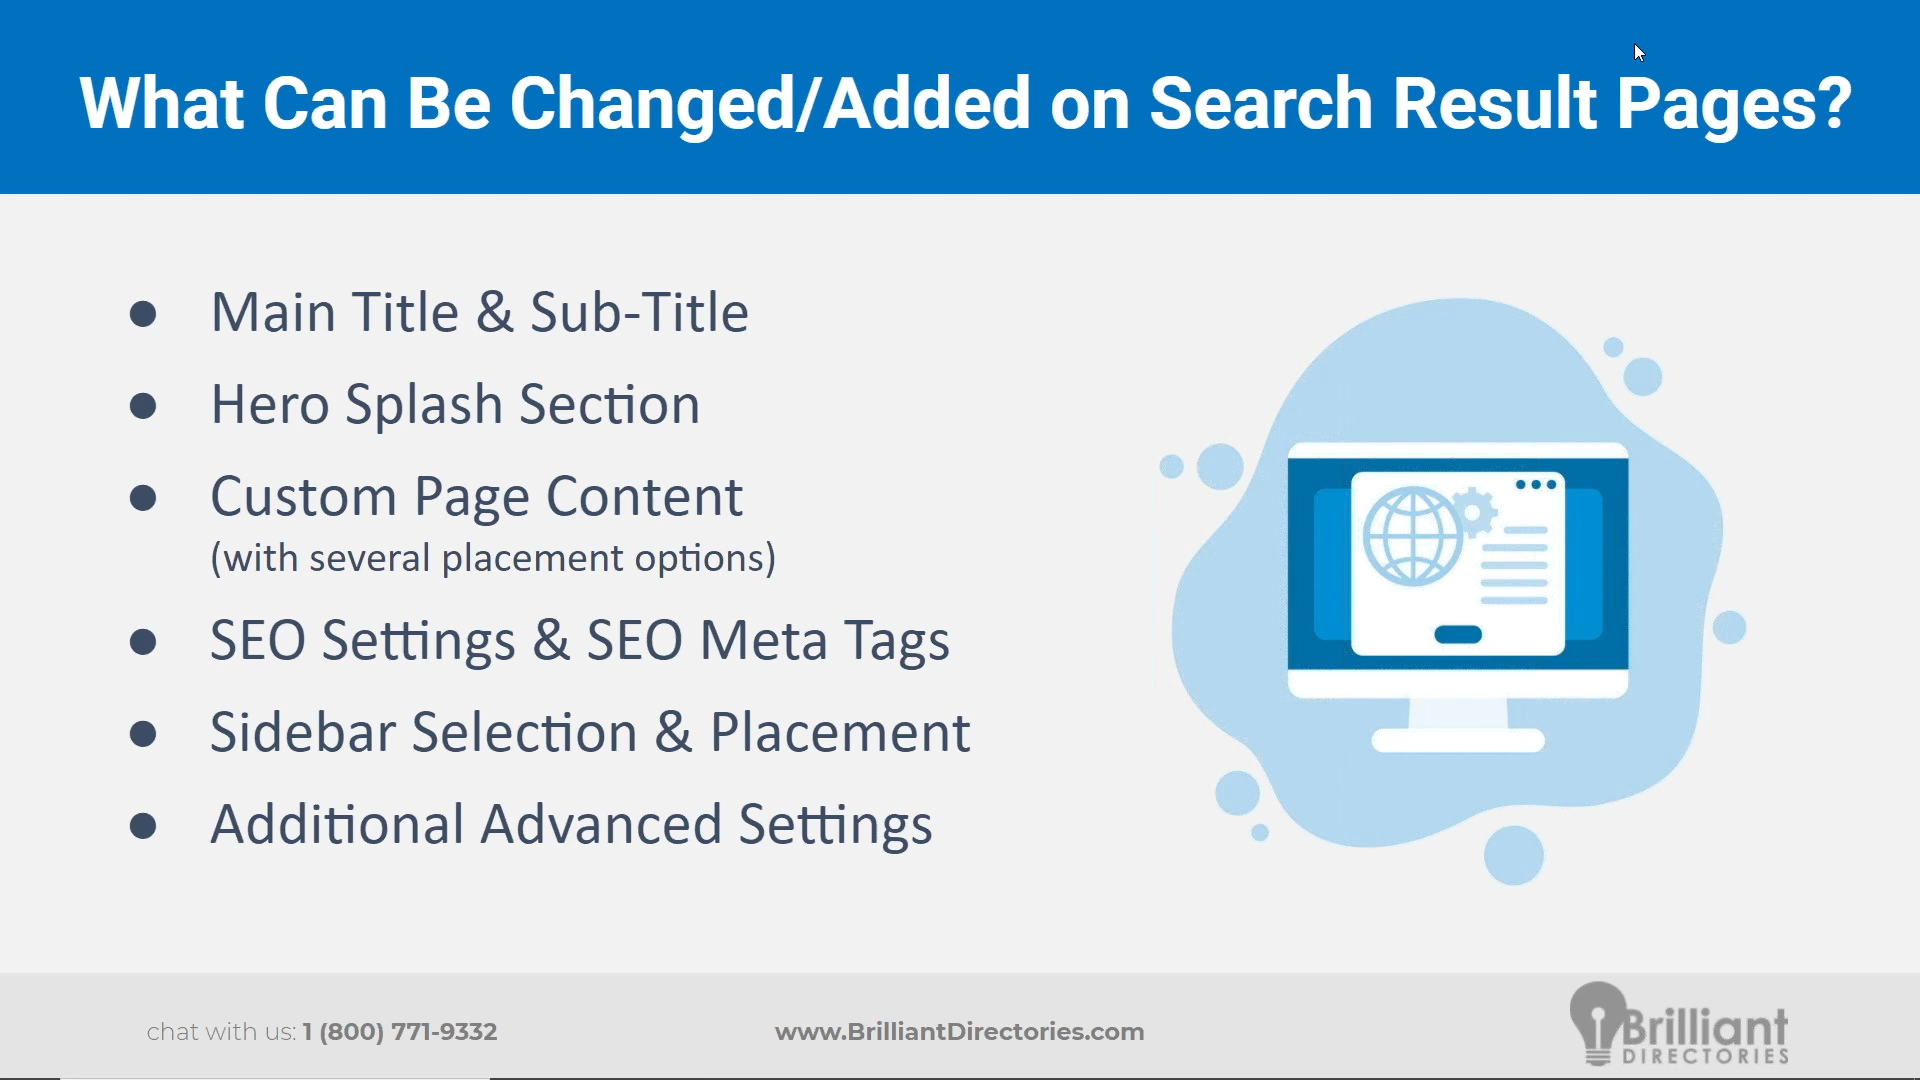 What Can Be Changed/Added on Search Result Pages?
● Main Title & Sub-Title
● Hero Splash Section
● Custom Page Content
(with several placement options)
● SEO Settings & SEO Meta Tags
● Sidebar Selection & Placement
● Additional Advanced Settings
chat with us: 1 (800) 771-9332
www.BrilliantDirectories.com
Brilliant
DIRECTORIES